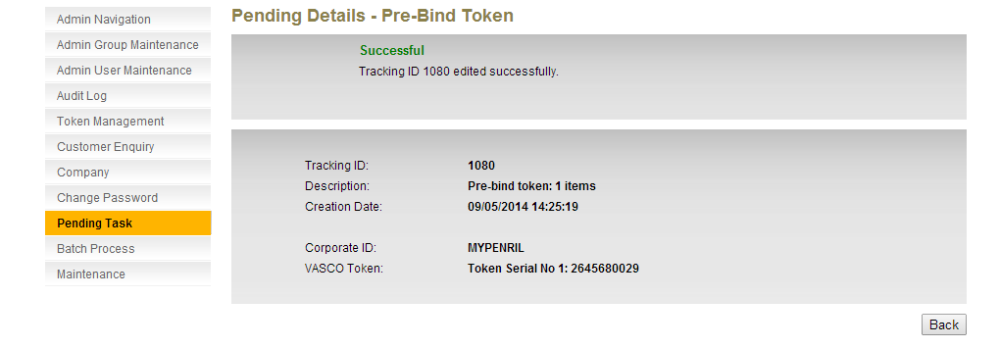 Admin Navigation
Admin Group Maintenance
Admin User Maintenance
Audit Log
Token Management
Customer Enquiry
Company
Change Password
Pending Task
Batch Process
Maintenance
Pending Details - Pre-Bind Token
Successful
Tracking ID 1080 edited successfully.
Tracking ID: 1080
Description: Pre-bind token: 1 items
Creation Date: 09/05/2014 14:25:19
Corporate ID: MYPENRIL
VASCO Token: Token Serial No 1: 2645680029
Back